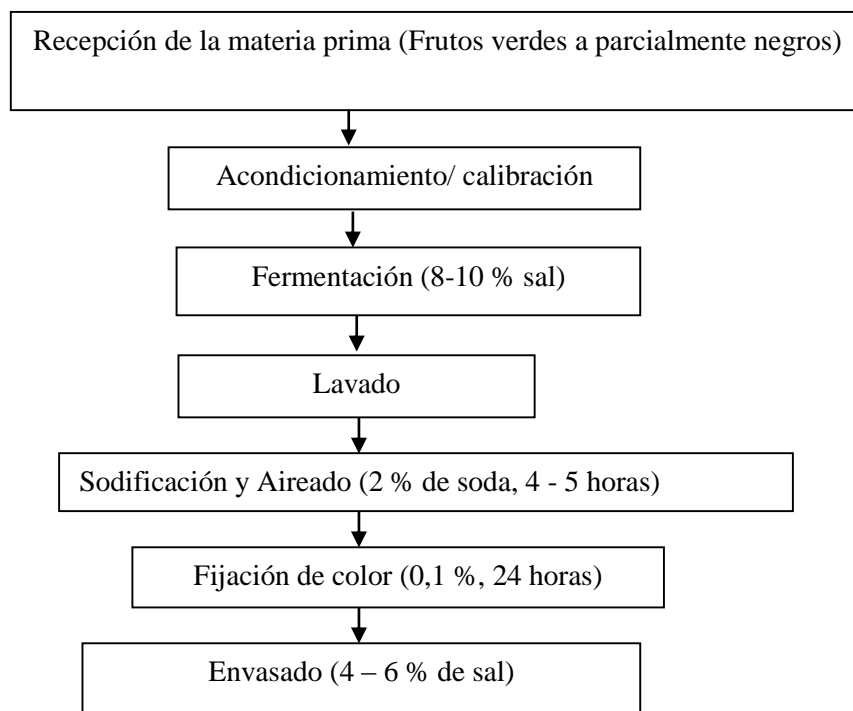 Recepción de la materia prima (Frutos verdes a parcialmente negros)
Acondicionamiento/ calibración
Fermentación (8-10 % sal)
Lavado
Sodificación y Aireado (2 % de soda, 4 - 5 horas)
Fijación de color (0,1 %, 24 horas)
Envasado (4 – 6 % de sal)